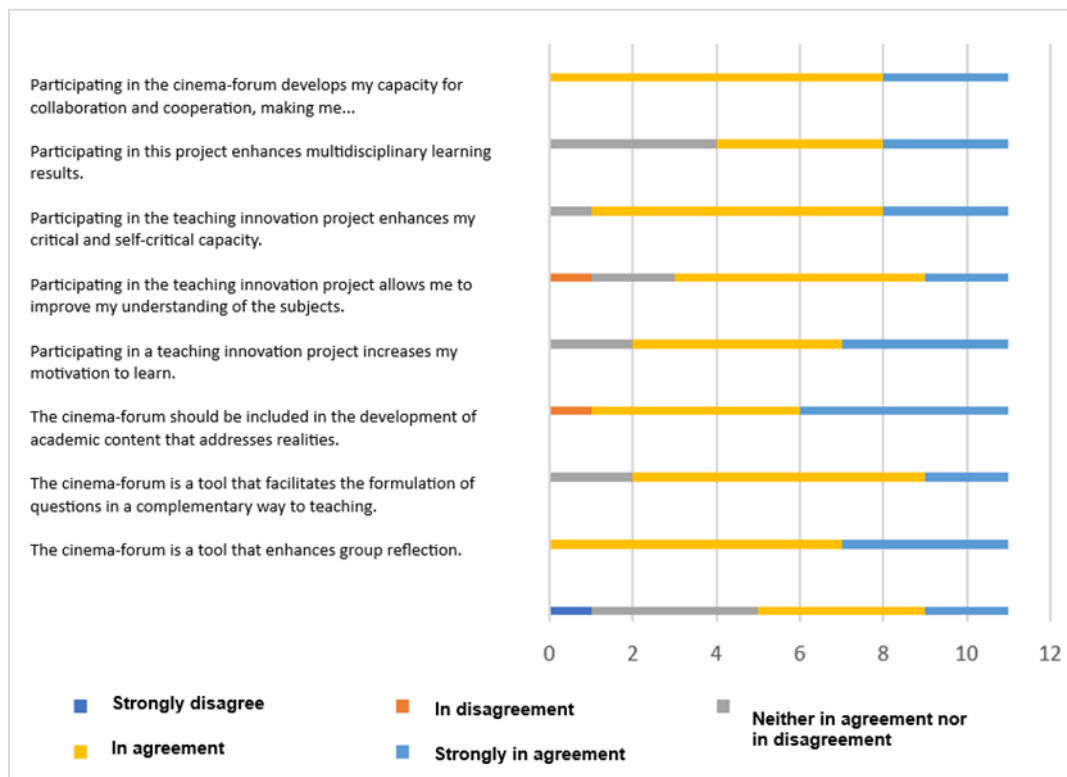 Participating in the cinema-forum develops my capacity for
collaboration and cooperation, making me...
Participating in this project enhances multidisciplinary learning
results.
Participating in the teaching innovation project enhances my
critical and self-critical capacity.
Participating in the teaching innovation project allows me to
improve my understanding of the subjects.
Participating in a teaching innovation project increases my
motivation to learn.
The cinema-forum should be included in the development of
academic content that addresses realities.
The cinema-forum is a tool that facilitates the formulation of
questions in a complementary way to teaching.
The cinema-forum is a tool that enhances group reflection.
0 2 4 6 8 10 12
Strongly disagree
In disagreement
Neither in agreement nor
in disagreement
In agreement
Strongly in agreement